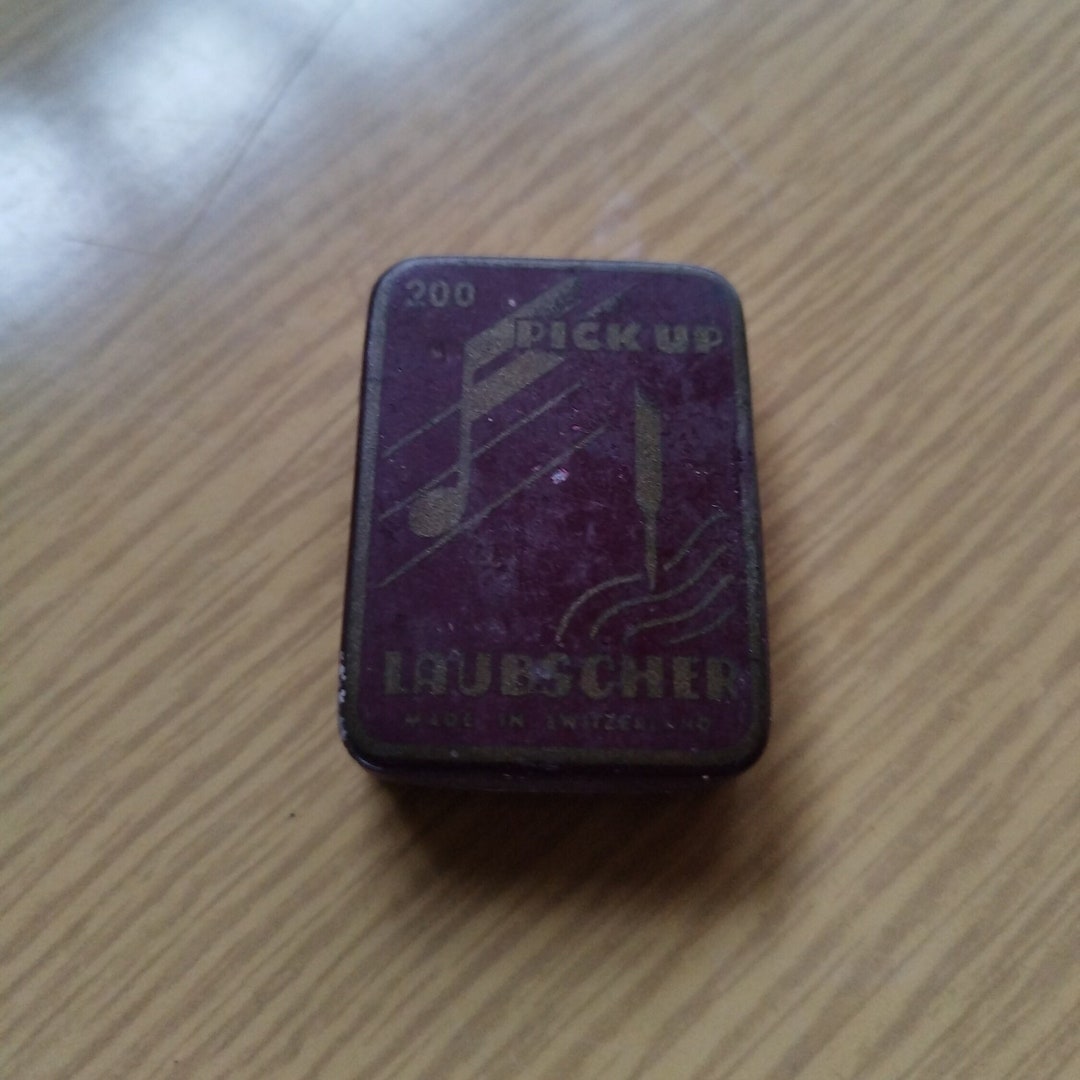 200
PICK UP
LAUBSCHER
MADE IN SWITZERLAND